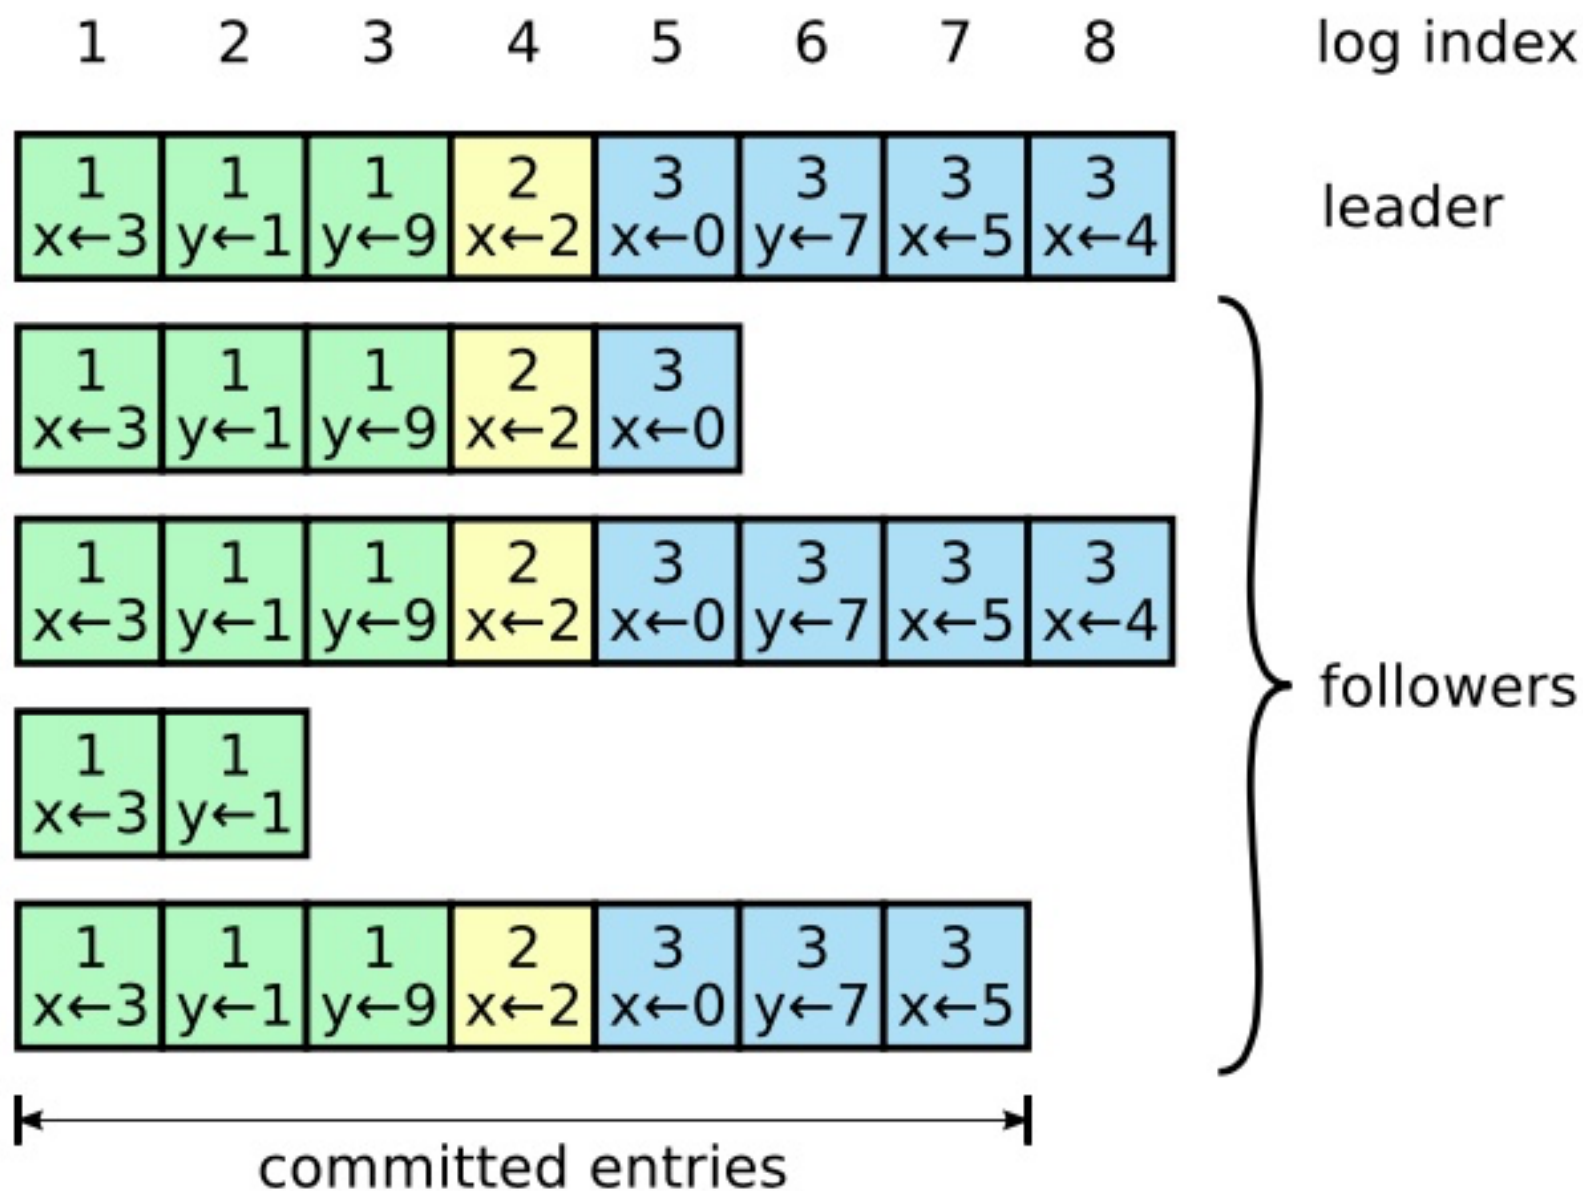 1 2 3 4 5 6 7 8 log index
1 1 1 2 3 3 3 3
x←3 y←1 y←9 x←2 x←0 y←7 x←5 x←4
leader
1 1 1 2 3
x←3 y←1 y←9 x←2 x←0
1 1 1 2 3 3 3 3
x←3 y←1 y←9 x←2 x←0 y←7 x←5 x←4
followers
1 1
x←3 y←1
1 1 1 2 3 3 3
x←3 y←1 y←9 x←2 x←0 y←7 x←5
committed entries